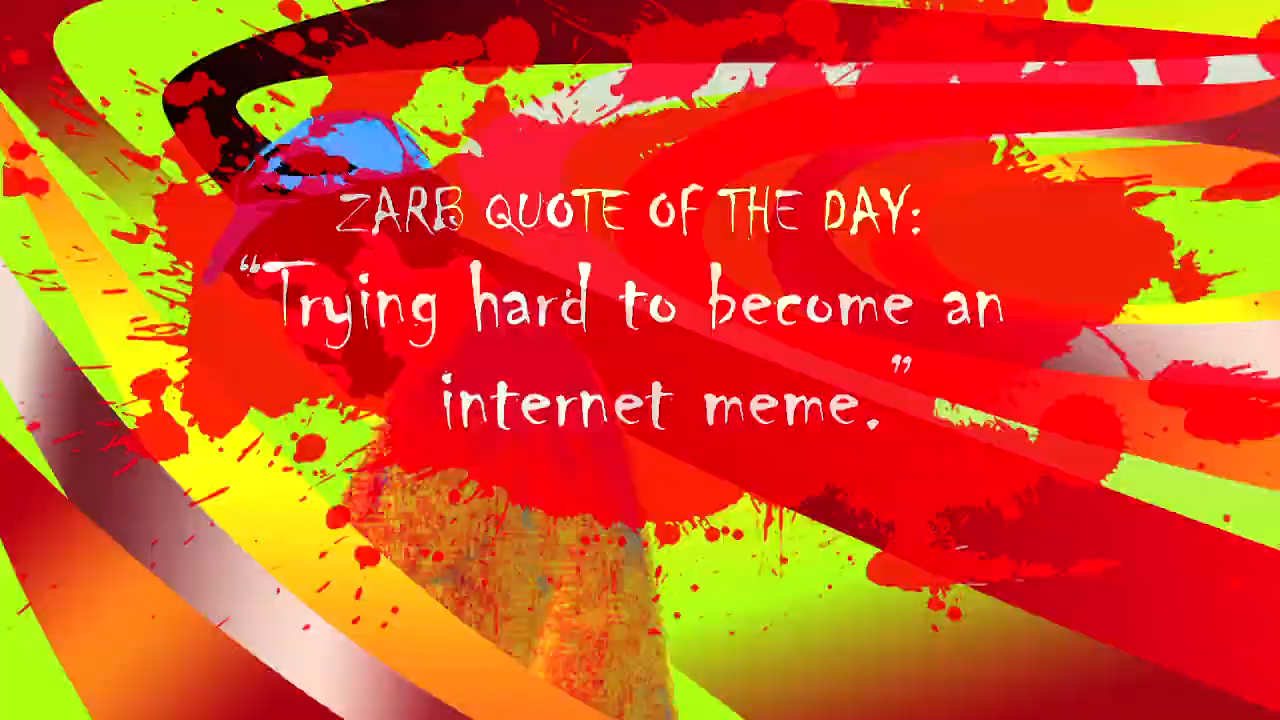 ZARB QUOTE OF THE DAY:
“Trying hard to become an
internet meme.”